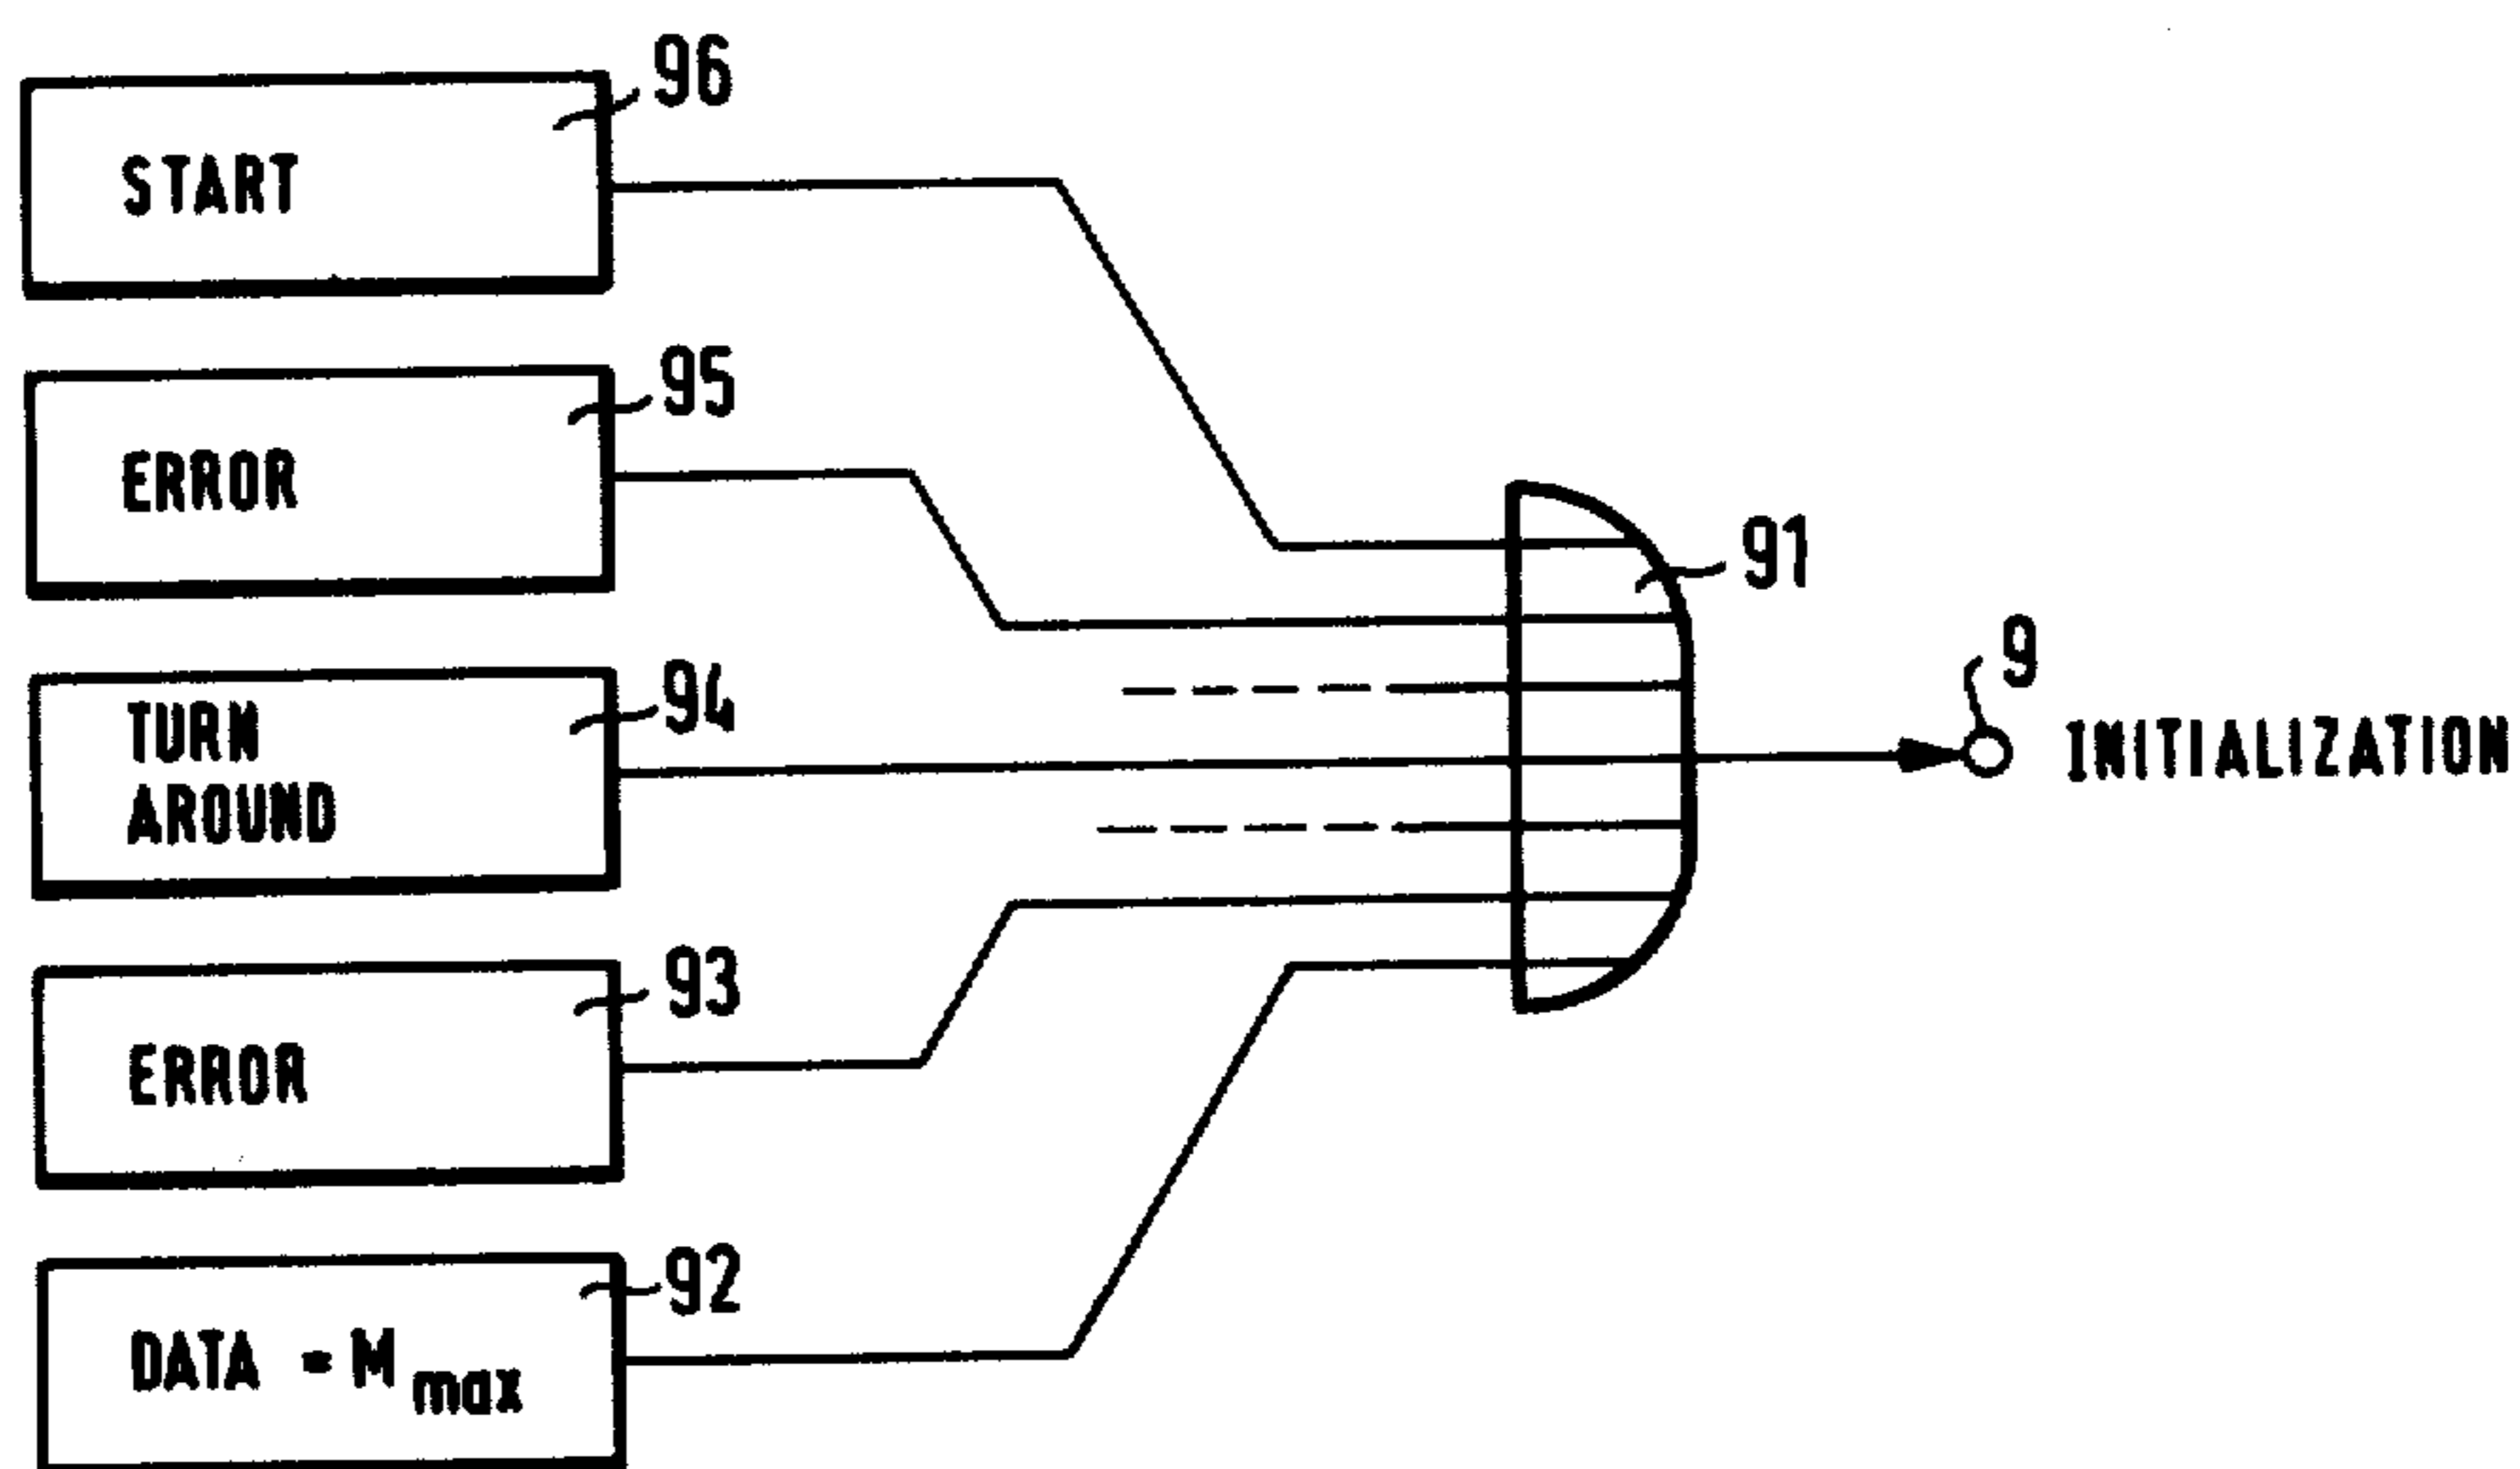 96
START
95
ERROR
91
94
TURN
AROUND
9
INITIALIZATION
93
ERROR
92
DATA = M max